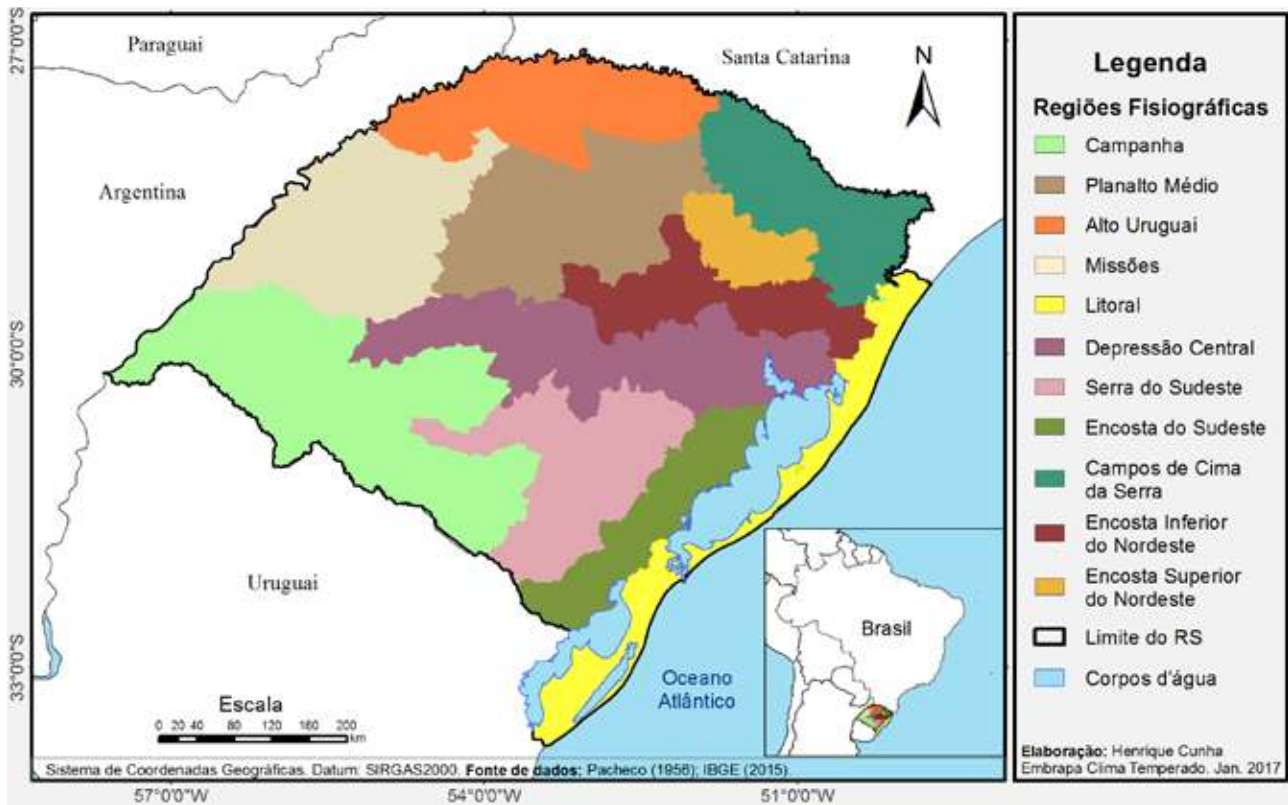 Paraguai
Santa Catarina
N
Argentina
Uruguai
Oceano
Atlântico
Brasil
Escala
0 20 40 80 120 160 200
km
27°0'0"S
30°0'0"S
33°0'0"S
57°0'0"W
54°0'0"W
51°0'0"W
Sistema de Coordenadas Geográficas. Datum: SIRGAS2000. Fonte de dados: Pacheco (1956); IBGE (2015).
Legenda
Regiões Fisiográficas
Campanha
Planalto Médio
Alto Uruguai
Missões
Litoral
Depressão Central
Serra do Sudeste
Encosta do Sudeste
Campos de Cima
da Serra
Encosta Inferior
do Nordeste
Encosta Superior
do Nordeste
Limite do RS
Corpos d'água
Elaboração: Henrique Cunha
Embrapa Clima Temperado. Jan. 2017